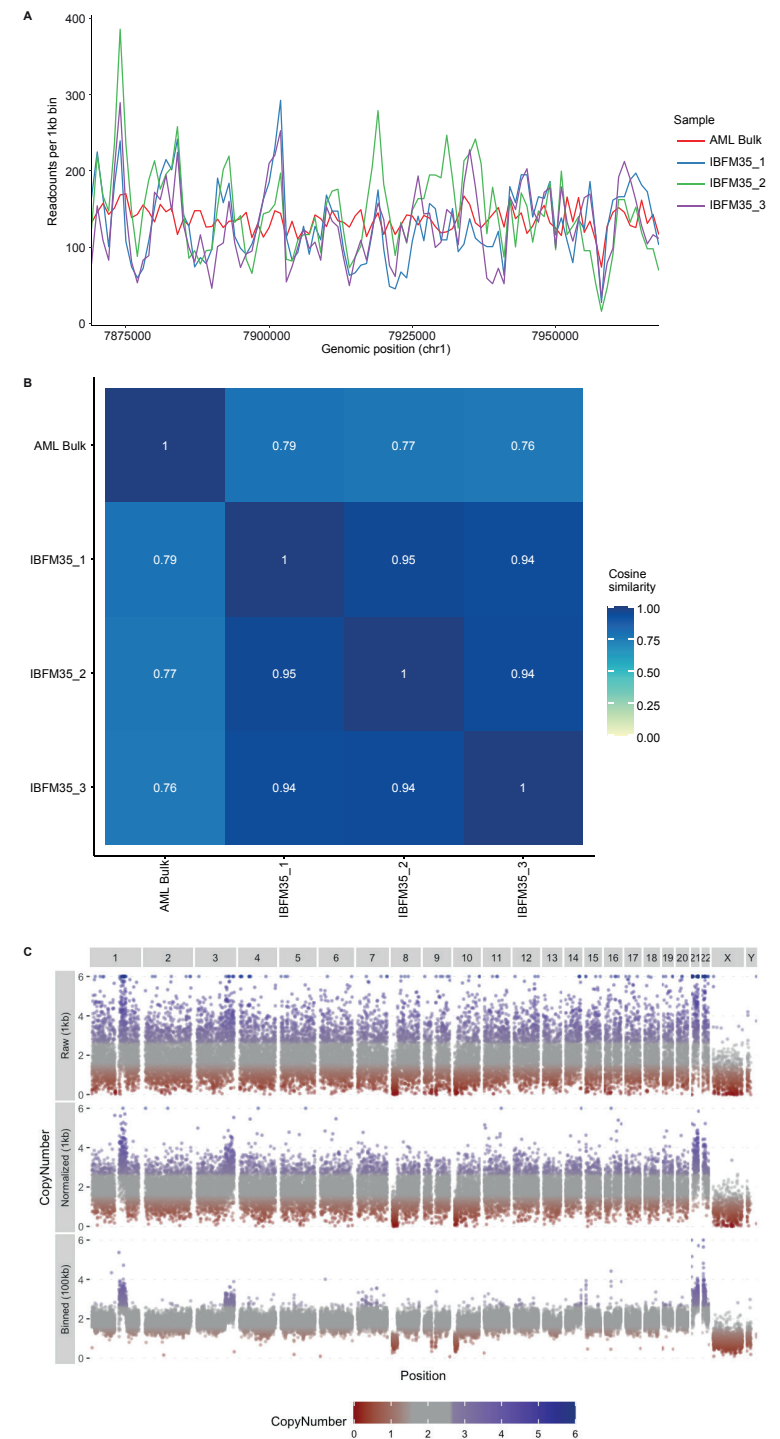 A
Readcounts per 1kb bin
400
300
200
100
0
7875000 7900000 7925000 7950000
Genomic position (chr1)
Sample
AML Bulk
IBFM35_1
IBFM35_2
IBFM35_3
B
AML Bulk 1 0.79 0.77 0.76
IBFM35_1 0.79 1 0.95 0.94
IBFM35_2 0.77 0.95 1 0.94
IBFM35_3 0.76 0.94 0.94 1
AML Bulk IBFM35_1 IBFM35_2 IBFM35_3
Cosine
similarity
1.00
0.75
0.50
0.25
0.00
C
1 2 3 4 5 6 7 8 9 10 11 12 13 14 15 16 17 18 19 20 21 22 X Y
CopyNumber
Raw (1kb)
6
4
2
0
Normalized (1kb)
6
4
2
0
Binned (100kb)
6
4
2
0
Position
CopyNumber
0 1 2 3 4 5 6